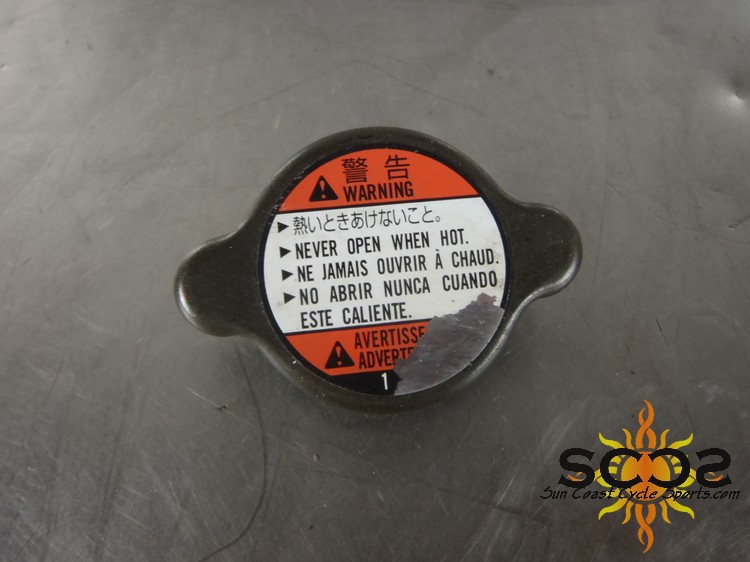 警告
WARNING
熱いときあけないこと。
NEVER OPEN WHEN HOT.
NE JAMAIS OUVRIR À CHAUD.
NO ABRIR NUNCA CUANDO
ESTE CALIENTE.
1
SCCS
Sun Coast Cycle Sports.com